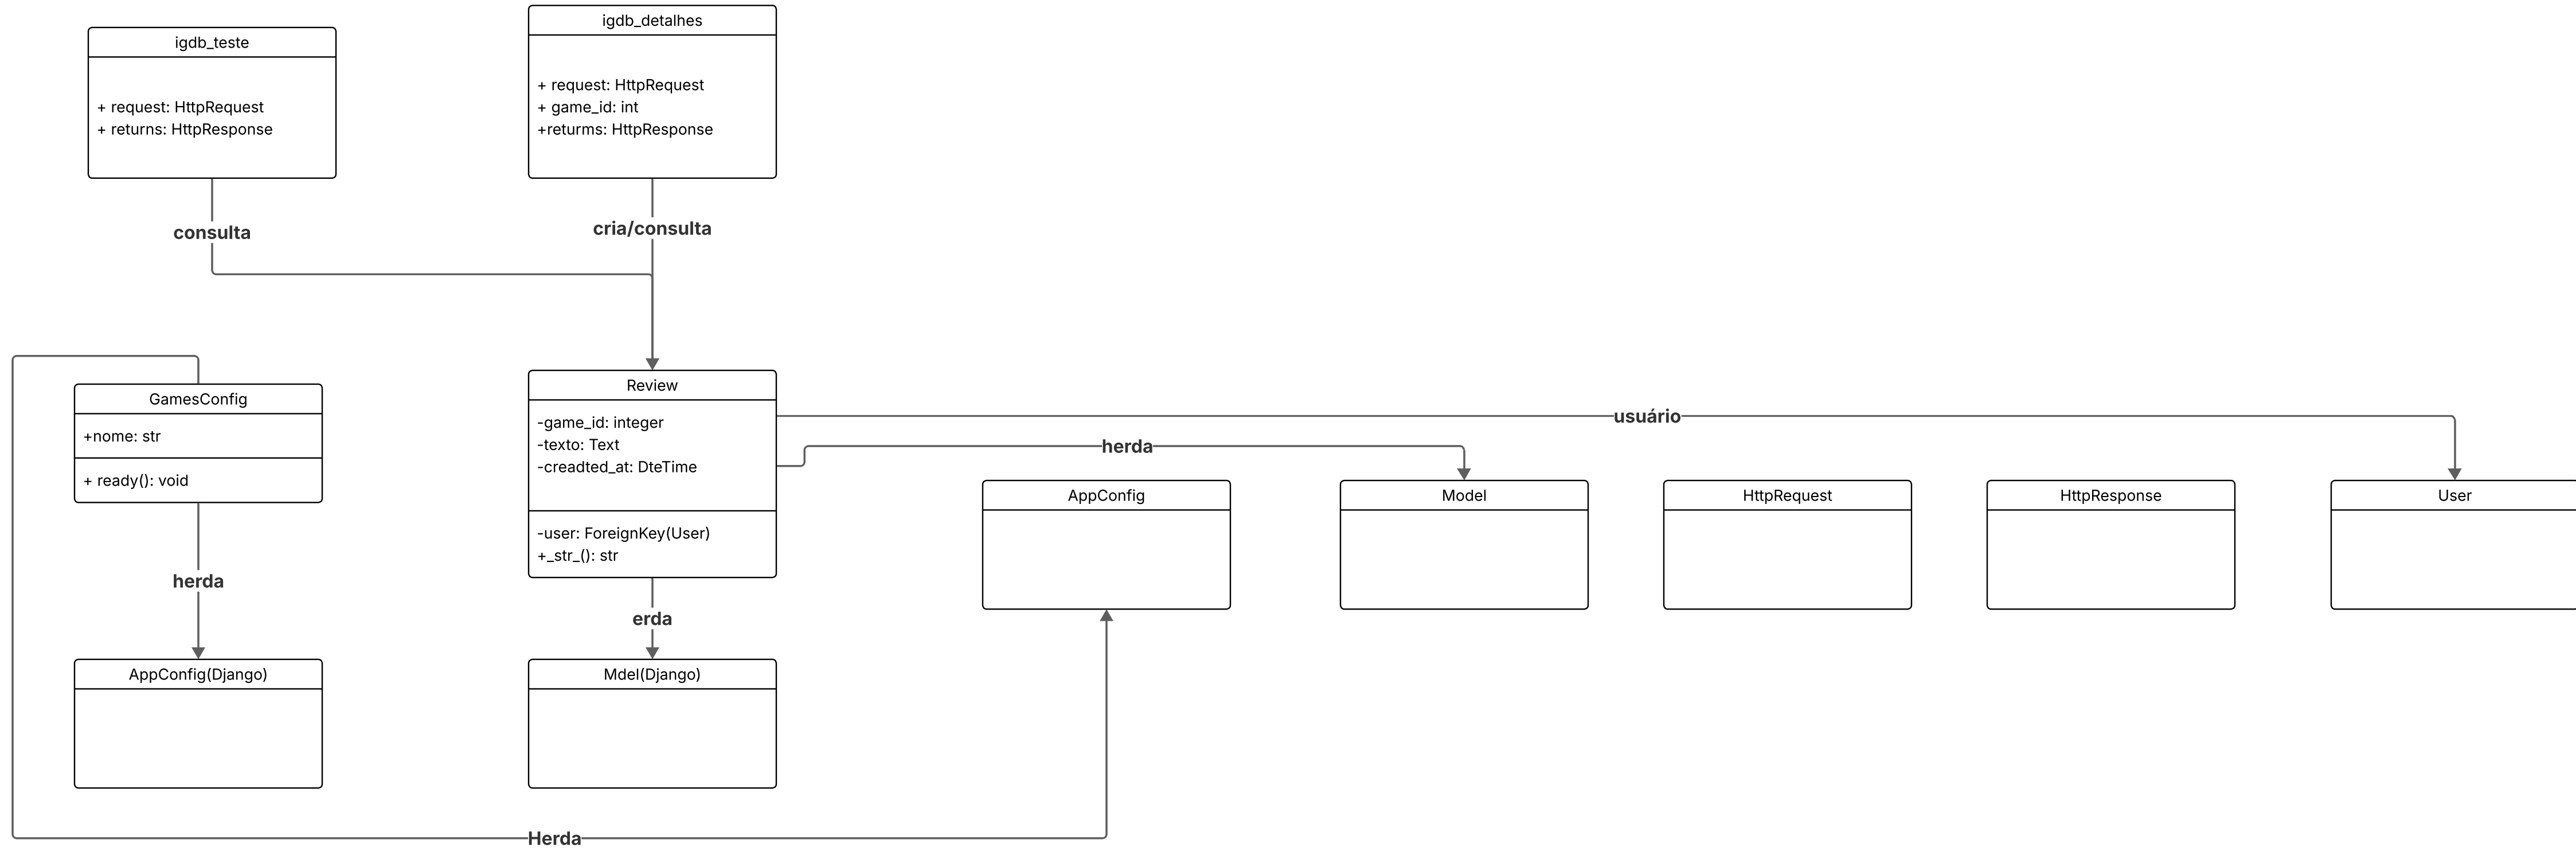 igdb_teste
+ request: HttpRequest
+ returns: HttpResponse
igdb_detalhes
+ request: HttpRequest
+ game_id: int
+returms: HttpResponse
consulta
cria/consulta
GamesConfig
+nome: str
+ ready(): void
Review
-game_id: integer
-texto: Text
-creadted_at: DteTime
-user: ForeignKey(User)
+_str_(): str
usuário
herda
AppConfig
Model
HttpRequest
HttpResponse
User
herda
erda
AppConfig(Django)
Mdel(Django)
Herda